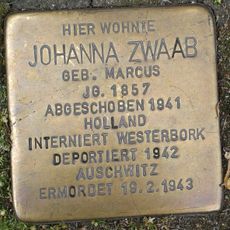 HIER WOHNTE
JOHANNA ZWAAB
GEB. MARCUS
JG. 1857
ABGESCHOBEN 1941
HOLLAND
INTERNIERT WESTERBORK
DEPORTIERT 1942
AUSCHWITZ
ERMORDET 19.2.1943